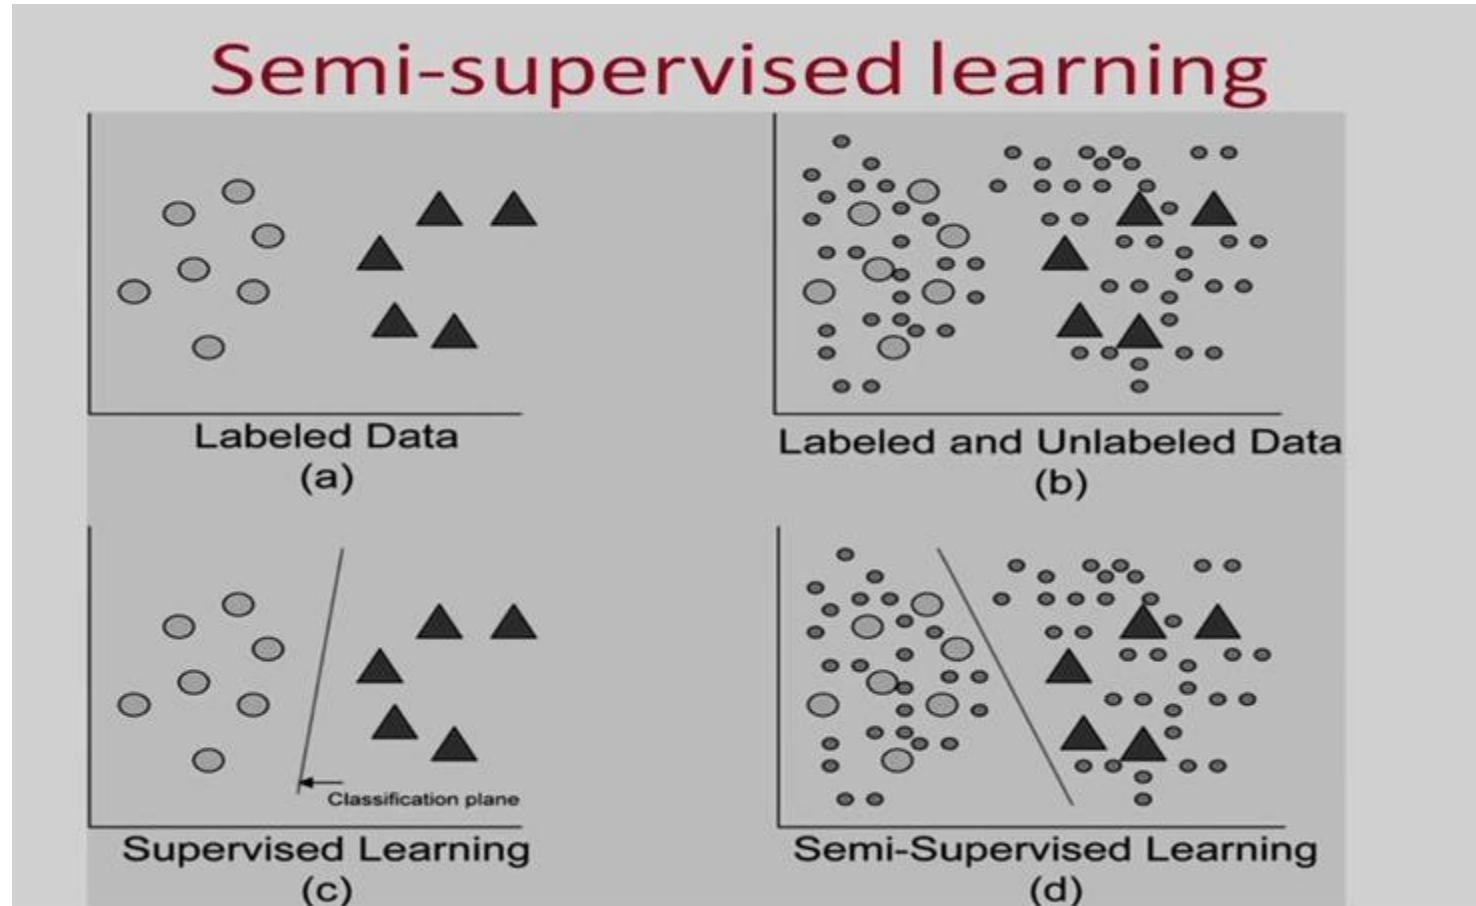 Semi-supervised learning
Labeled Data
(a)
Labeled and Unlabeled Data
(b)
Classification plane
Supervised Learning
(c)
Semi-Supervised Learning
(d)